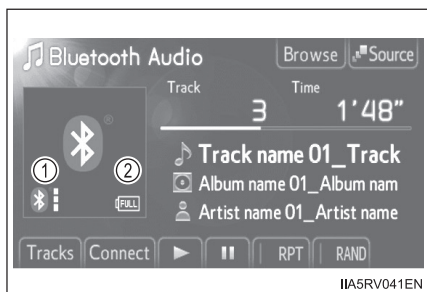 Bluetooth Audio
Browse
Source
Track
Time
3
1'48"
Track name 01_Track
1
2
Album name 01_Album nam
FULL
Artist name 01_Artist name
Tracks
Connect
RPT
RAND
IIA5RV041EN